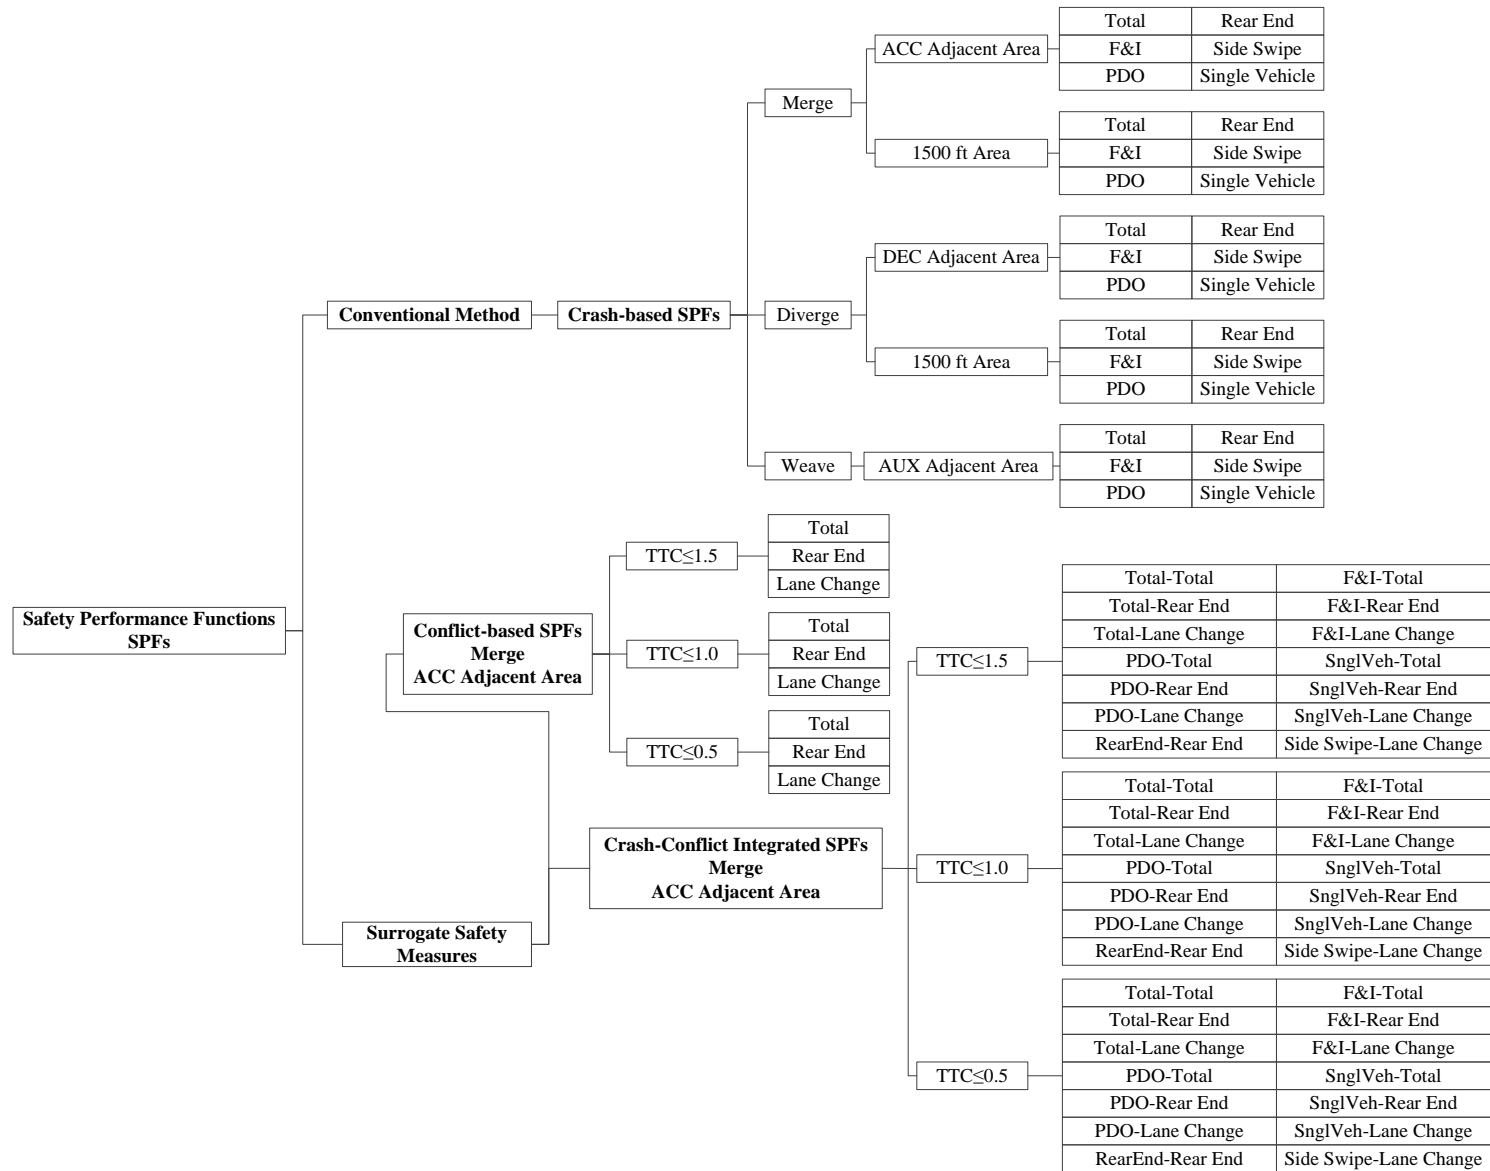 Safety Performance Functions
SPFs
Conventional Method
Crash-based SPFs
Merge
ACC Adjacent Area
Total
Rear End
F&I
Side Swipe
PDO
Single Vehicle
1500 ft Area
Total
Rear End
F&I
Side Swipe
PDO
Single Vehicle
Diverge
DEC Adjacent Area
Total
Rear End
F&I
Side Swipe
PDO
Single Vehicle
1500 ft Area
Total
Rear End
F&I
Side Swipe
PDO
Single Vehicle
Weave
AUX Adjacent Area
Total
Rear End
F&I
Side Swipe
PDO
Single Vehicle
Surrogate Safety
Measures
Conflict-based SPFs
Merge
ACC Adjacent Area
TTC≤1.5
Total
Rear End
Lane Change
TTC≤1.0
Total
Rear End
Lane Change
TTC≤0.5
Total
Rear End
Lane Change
Crash-Conflict Integrated SPFs
Merge
ACC Adjacent Area
TTC≤1.5
Total-Total
F&I-Total
Total-Rear End
F&I-Rear End
Total-Lane Change
F&I-Lane Change
PDO-Total
SnglVeh-Total
PDO-Rear End
SnglVeh-Rear End
PDO-Lane Change
SnglVeh-Lane Change
RearEnd-Rear End
Side Swipe-Lane Change
TTC≤1.0
Total-Total
F&I-Total
Total-Rear End
F&I-Rear End
Total-Lane Change
F&I-Lane Change
PDO-Total
SnglVeh-Total
PDO-Rear End
SnglVeh-Rear End
PDO-Lane Change
SnglVeh-Lane Change
RearEnd-Rear End
Side Swipe-Lane Change
TTC≤0.5
Total-Total
F&I-Total
Total-Rear End
F&I-Rear End
Total-Lane Change
F&I-Lane Change
PDO-Total
SnglVeh-Total
PDO-Rear End
SnglVeh-Rear End
PDO-Lane Change
SnglVeh-Lane Change
RearEnd-Rear End
Side Swipe-Lane Change